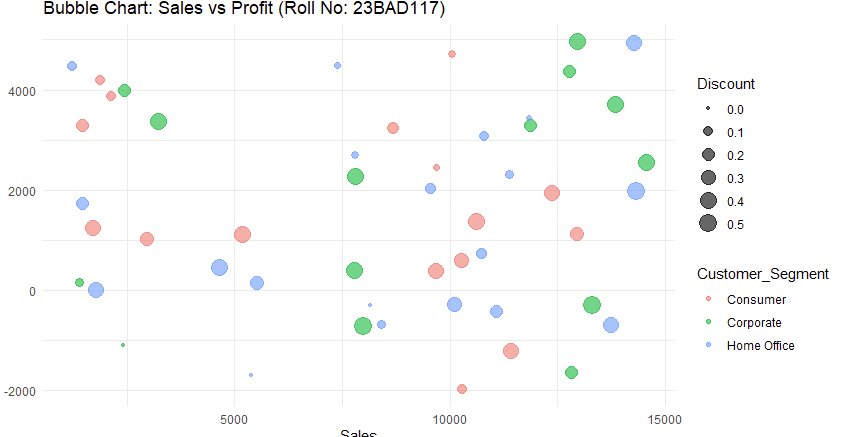 Bubble Chart: Sales vs Profit (Roll No: 23BAD117)
4000
2000
0
-2000
5000
10000
15000
Sales
Discount
0.0
0.1
0.2
0.3
0.4
0.5
Customer_Segment
Consumer
Corporate
Home Office